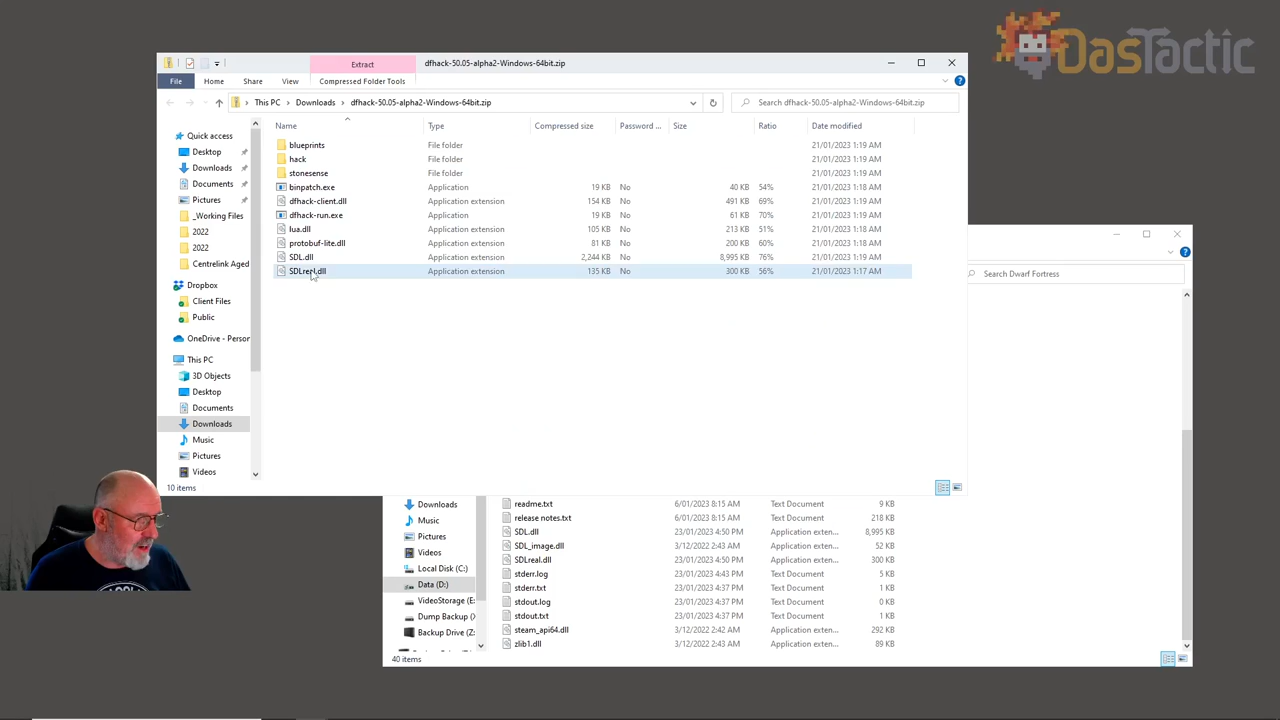 DasTactic
Extract
dfhack-50.05-alpha2-Windows-64bit.zip
File
Home
Share
View
Compressed Folder Tools
This PC
Downloads
dfhack-50.05-alpha2-Windows-64bit.zip
Search dfhack-50.05-alpha2-Windows-64bit.zip
Name
Type
Compressed size
Password ...
Size
Ratio
Date modified
blueprints File folder 21/01/2023 1:19 AM
hack File folder 21/01/2023 1:19 AM
stonesense File folder 21/01/2023 1:19 AM
binpatch.exe Application 19 KB No 40 KB 54% 21/01/2023 1:18 AM
dfhack-client.dll Application extension 154 KB No 491 KB 69% 21/01/2023 1:18 AM
dfhack-run.exe Application 19 KB No 61 KB 70% 21/01/2023 1:18 AM
lua.dll Application extension 105 KB No 213 KB 51% 21/01/2023 1:18 AM
protobuf-lite.dll Application extension 81 KB No 200 KB 60% 21/01/2023 1:18 AM
SDL.dll Application extension 2,244 KB No 8,995 KB 76% 21/01/2023 1:19 AM
SDLreal.dll Application extension 135 KB No 300 KB 56% 21/01/2023 1:17 AM
Quick access
Desktop
Downloads
Documents
Pictures
_Working Files
2022
2022
Centrelink Aged
Dropbox
Client Files
Public
OneDrive - Person
This PC
3D Objects
Desktop
Documents
Downloads
Music
Pictures
Videos
10 items
Search Dwarf Fortress
Downloads
Music
Pictures
Videos
Local Disk (C:)
Data (D:)
VideoStorage (E:
Dump Backup (X
Backup Drive (Z:
readme.txt 6/01/2023 8:15 AM Text Document 9 KB
release notes.txt 6/01/2023 8:15 AM Text Document 218 KB
SDL.dll 23/01/2023 4:50 PM Application exten... 8,995 KB
SDL_image.dll 3/12/2022 2:43 AM Application exten... 52 KB
SDLreal.dll 23/01/2023 4:50 PM Application exten... 300 KB
stderr.log 23/01/2023 4:43 PM Text Document 5 KB
stderr.txt 23/01/2023 4:37 PM Text Document 1 KB
stdout.log 23/01/2023 4:37 PM Text Document 0 KB
stdout.txt 23/01/2023 4:37 PM Text Document 1 KB
steam_api64.dll 3/12/2022 2:42 AM Application exten... 292 KB
zlib1.dll 3/12/2022 2:43 AM Application exten... 89 KB
40 items